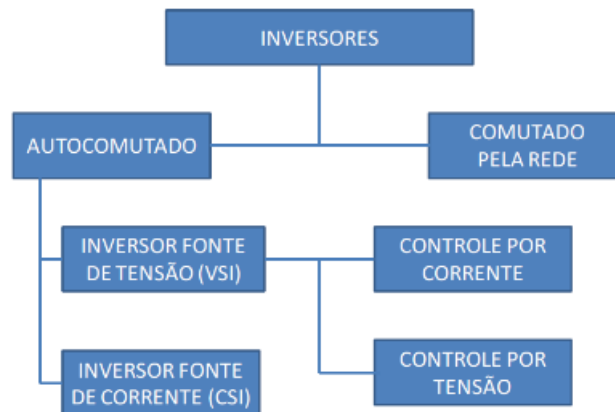 INVERSORES
AUTOCOMUTADO
COMUTADO
PELA REDE
INVERSOR FONTE
DE TENSÃO (VSI)
CONTROLE POR
CORRENTE
INVERSOR FONTE
DE CORRENTE (CSI)
CONTROLE POR
TENSÃO